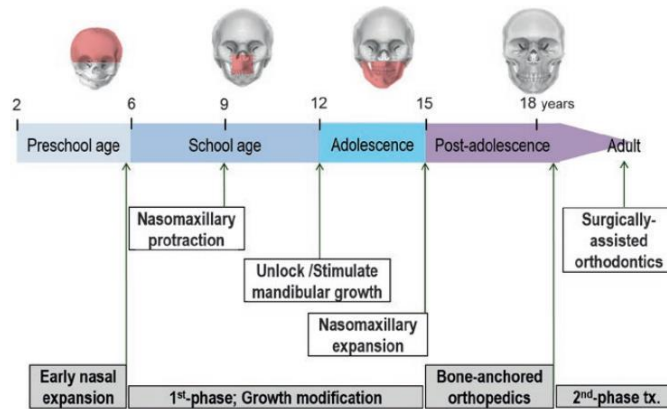 2 6 9 12 15 18 years
Preschool age School age Adolescence Post-adolescence Adult
Nasomaxillary
protraction
Surgically-
assisted
orthodontics
Unlock /Stimulate
mandibular growth
Nasomaxillary
expansion
Early nasal
expansion
1st-phase; Growth modification
Bone-anchored
orthopedics
2nd-phase tx.